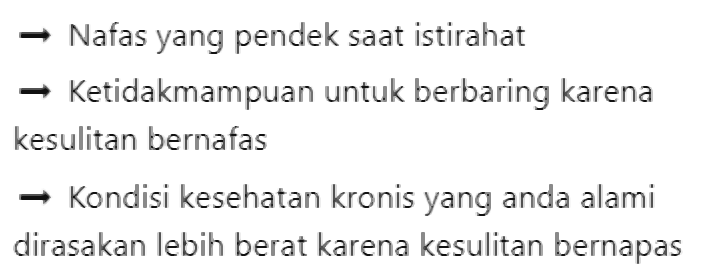 → Nafas yang pendek saat istirahat
→ Ketidakmampuan untuk berbaring karena
kesulitan bernafas
→ Kondisi kesehatan kronis yang anda alami
dirasakan lebih berat karena kesulitan bernapas